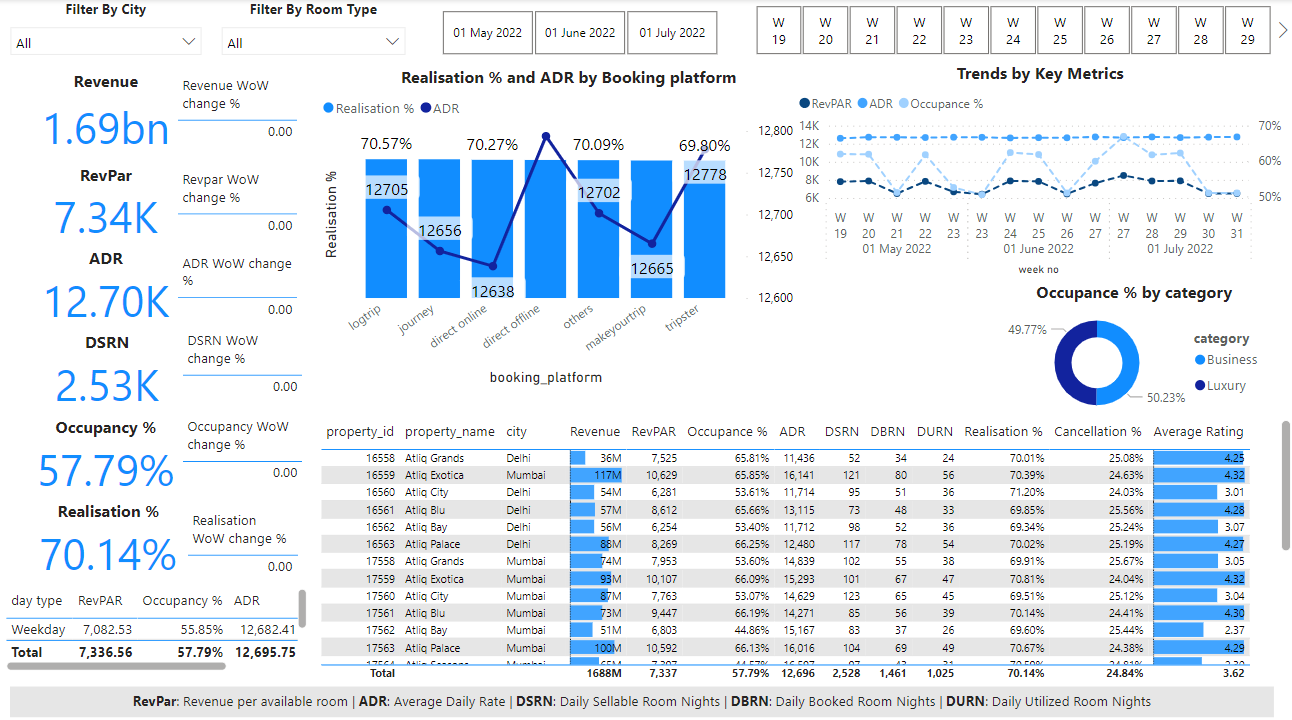 Filter By City
All
Filter By Room Type
All
01 May 2022
01 June 2022
01 July 2022
W 19
W 20
W 21
W 22
W 23
W 24
W 25
W 26
W 27
W 28
W 29
Revenue
1.69bn
Revenue WoW
change %
0.00
RevPar
7.34K
Revpar WoW
change %
0.00
ADR
12.70K
ADR WoW change
%
0.00
DSRN
2.53K
DSRN WoW
change %
0.00
Occupancy %
57.79%
Occupancy WoW
change %
0.00
Realisation %
70.14%
Realisation
WoW change %
0.00
day type RevPAR Occupancy % ADR
Weekday 7,082.53 55.85% 12,682.41
Total 7,336.56 57.79% 12,695.75
Realisation % and ADR by Booking platform
Realisation % ADR
70.57% 70.27% 70.09% 69.80%
12705 12656 12638 12702 12665 12778
Realisation %
12,800
12,750
12,700
12,650
12,600
logtrip journey direct online direct offline others makeyourtrip tripster
booking_platform
Trends by Key Metrics
RevPAR ADR Occupance %
14K
12K
10K
8K
6K
70%
60%
50%
W W W W W W W W W W W W W W W
19 20 21 22 23 23 24 25 26 27 27 28 29 30 31
01 May 2022 01 June 2022 01 July 2022
week no
Occupance % by category
49.77%
50.23%
category
Business
Luxury
property_id property_name city Revenue RevPAR Occupance % ADR DSRN DBRN DURN Realisation % Cancellation % Average Rating
16558 Atliq Grands Delhi 36M 7,525 65.81% 11,436 52 34 24 70.01% 25.08% 4.25
16559 Atliq Exotica Mumbai 117M 10,629 65.85% 16,141 121 80 56 70.39% 24.63% 4.32
16560 Atliq City Delhi 54M 6,281 53.61% 11,714 95 51 36 71.20% 24.03% 3.01
16561 Atliq Blu Delhi 57M 8,612 65.66% 13,115 73 48 33 69.85% 25.56% 4.28
16562 Atliq Bay Delhi 56M 6,254 53.40% 11,712 98 52 36 69.34% 25.24% 3.07
16563 Atliq Palace Delhi 88M 8,269 66.25% 12,480 117 78 54 70.02% 25.19% 4.27
17558 Atliq Grands Mumbai 74M 7,953 53.60% 14,839 102 55 38 69.91% 25.67% 3.05
17559 Atliq Exotica Mumbai 93M 10,107 66.09% 15,293 101 67 47 70.81% 24.04% 4.32
17560 Atliq City Mumbai 87M 7,763 53.07% 14,629 123 65 45 69.51% 25.12% 3.04
17561 Atliq Blu Mumbai 73M 9,447 66.19% 14,271 85 56 39 70.14% 24.41% 4.30
17562 Atliq Bay Mumbai 51M 6,803 44.86% 15,167 83 37 26 69.60% 25.44% 2.37
17563 Atliq Palace Mumbai 100M 10,592 66.13% 16,016 104 69 49 70.67% 24.38% 4.29
Total 1688M 7,337 57.79% 12,696 2,528 1,461 1,025 70.14% 24.84% 3.62
RevPar: Revenue per available room | ADR: Average Daily Rate | DSRN: Daily Sellable Room Nights | DBRN: Daily Booked Room Nights | DURN: Daily Utilized Room Nights